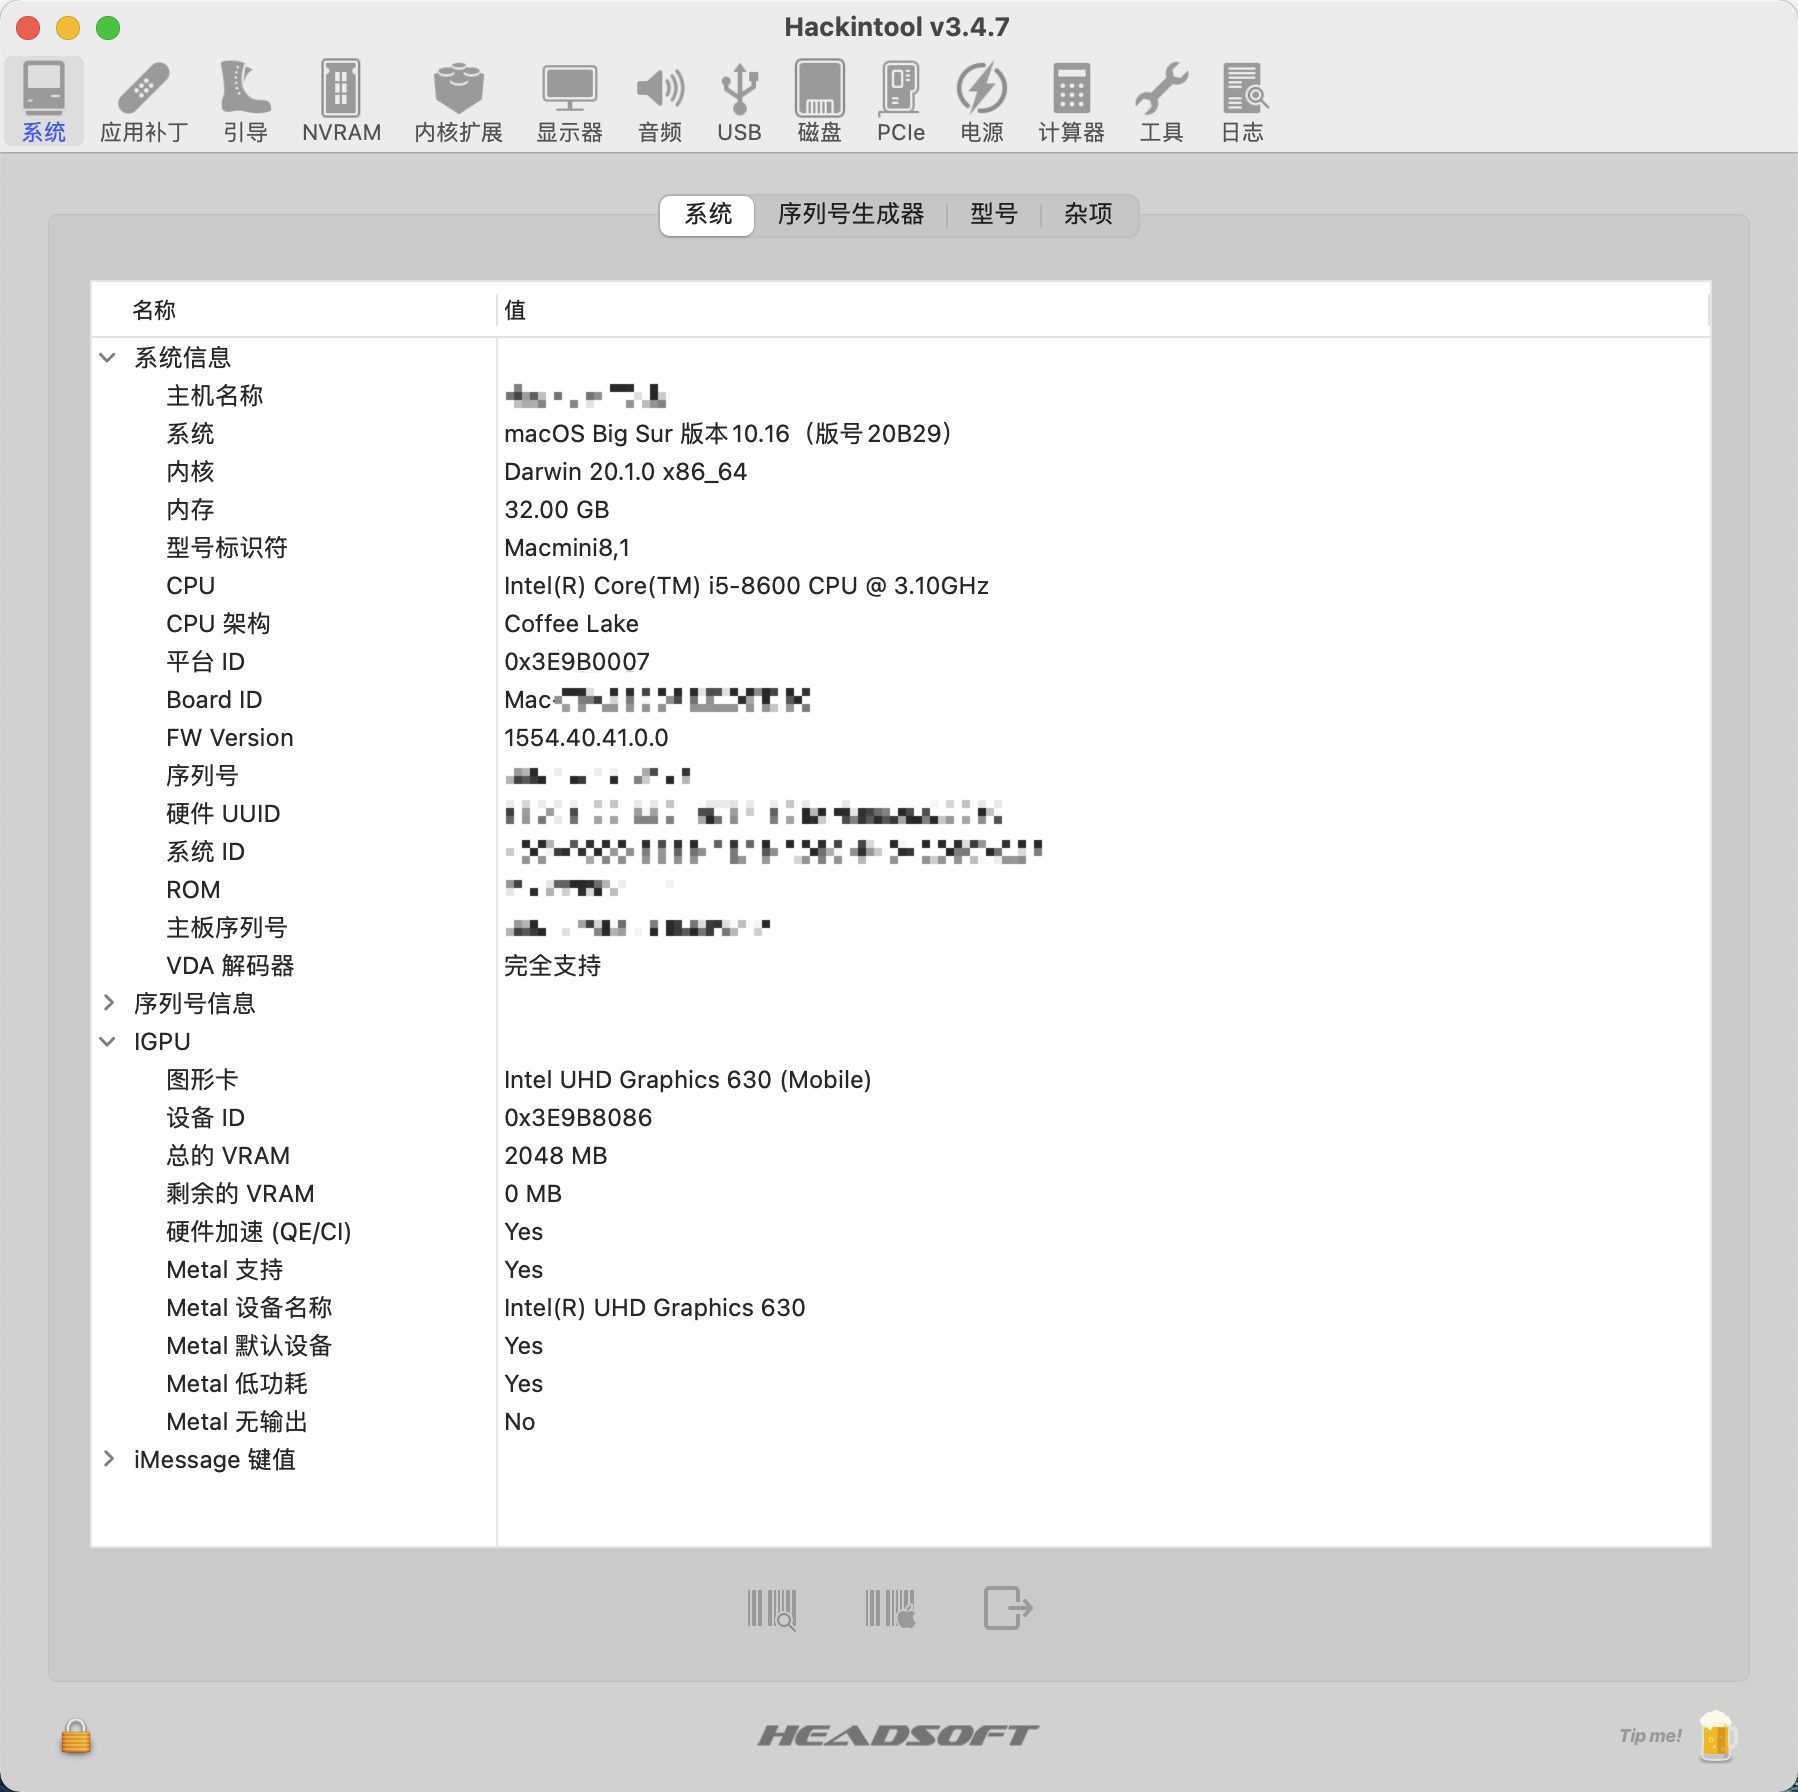 Hackintool v3.4.7
系统 应用补丁 引导 NVRAM 内核扩展 显示器 音频 USB 磁盘 PCIe 电源 计算器 工具 日志
系统 序列号生成器 型号 杂项
名称 值
系统信息
主机名称
系统 macOS Big Sur 版本10.16（版号20B29）
内核 Darwin 20.1.0 x86_64
内存 32.00 GB
型号标识符 Macmini8,1
CPU Intel(R) Core(TM) i5-8600 CPU @ 3.10GHz
CPU 架构 Coffee Lake
平台 ID 0x3E9B0007
Board ID Mac-
FW Version 1554.40.41.0.0
序列号
硬件 UUID
系统 ID
ROM
主板序列号
VDA 解码器 完全支持
序列号信息
IGPU
图形卡 Intel UHD Graphics 630 (Mobile)
设备 ID 0x3E9B8086
总的 VRAM 2048 MB
剩余的 VRAM 0 MB
硬件加速 (QE/CI) Yes
Metal 支持 Yes
Metal 设备名称 Intel(R) UHD Graphics 630
Metal 默认设备 Yes
Metal 低功耗 Yes
Metal 无输出 No
iMessage 键值
HEADSOFT
Tip me!